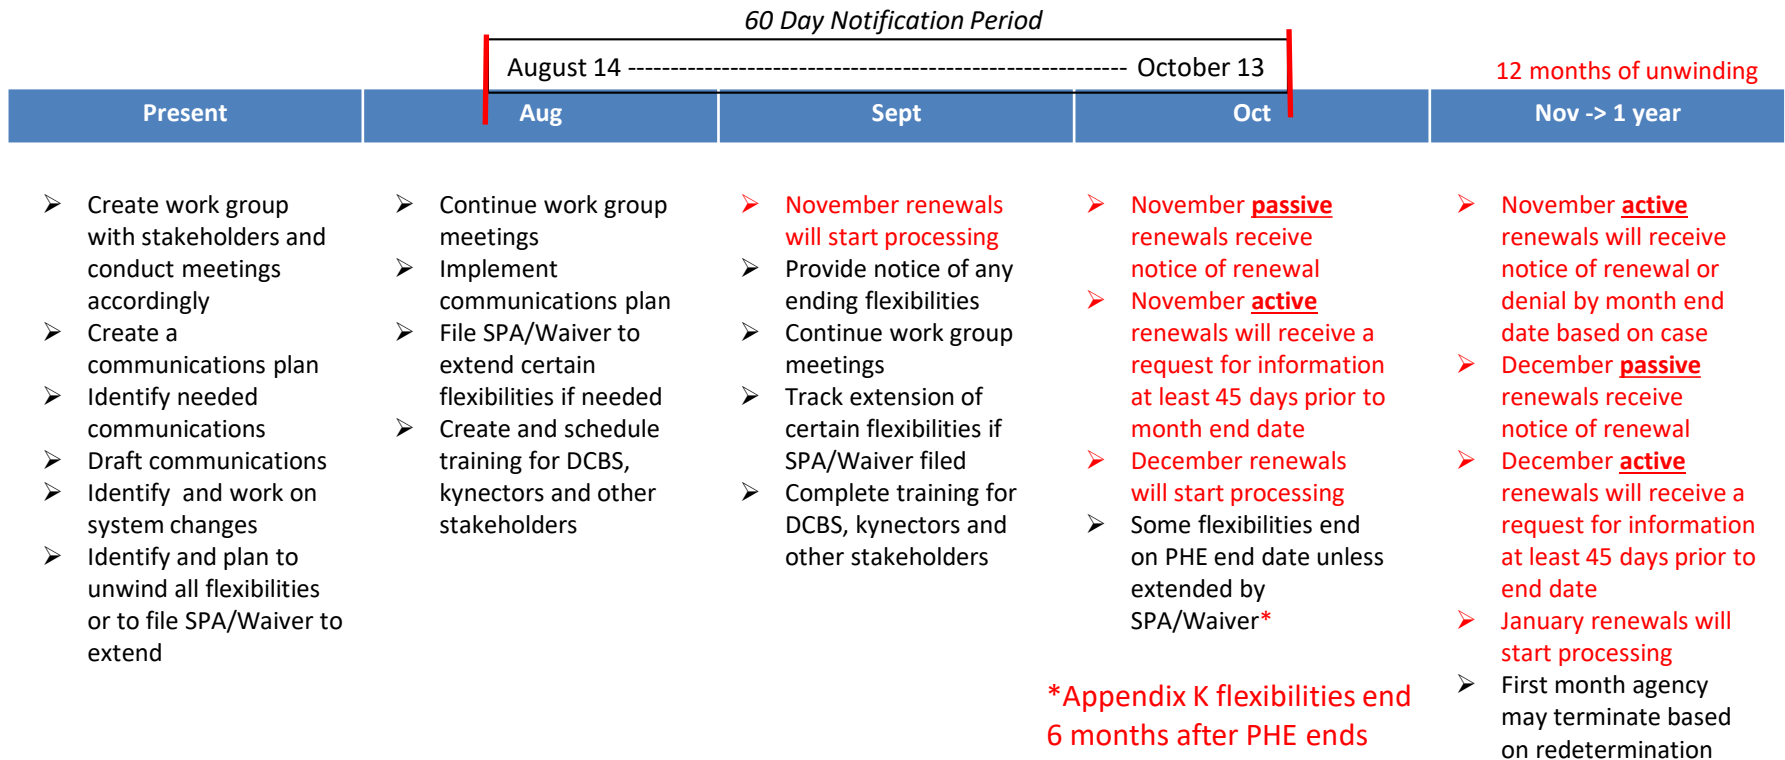 60 Day Notification Period
August 14 ---------------------------------------------------------- October 13
12 months of unwinding
Present
Aug
Sept
Oct
Nov -> 1 year
➢ Create work group
with stakeholders and
conduct meetings
accordingly
➢ Create a
communications plan
➢ Identify needed
communications
➢ Draft communications
➢ Identify  and work on
system changes
➢ Identify and plan to
unwind all flexibilities
or to file SPA/Waiver to
extend
➢ Continue work group
meetings
➢ Implement
communications plan
➢ File SPA/Waiver to
extend certain
flexibilities if needed
➢ Create and schedule
training for DCBS,
kynectors and other
stakeholders
➢ November renewals
will start processing
➢ Provide notice of any
ending flexibilities
➢ Continue work group
meetings
➢ Track extension of
certain flexibilities if
SPA/Waiver filed
➢ Complete training for
DCBS, kynectors and
other stakeholders
➢ November passive
renewals receive
notice of renewal
➢ November active
renewals will receive a
request for information
at least 45 days prior to
month end date
➢ December renewals
will start processing
➢ Some flexibilities end
on PHE end date unless
extended by
SPA/Waiver*
*Appendix K flexibilities end
6 months after PHE ends
➢ November active
renewals will receive
notice of renewal or
denial by month end
date based on case
➢ December passive
renewals receive
notice of renewal
➢ December active
renewals will receive a
request for information
at least 45 days prior to
end date
➢ January renewals will
start processing
➢ First month agency
may terminate based
on redetermination